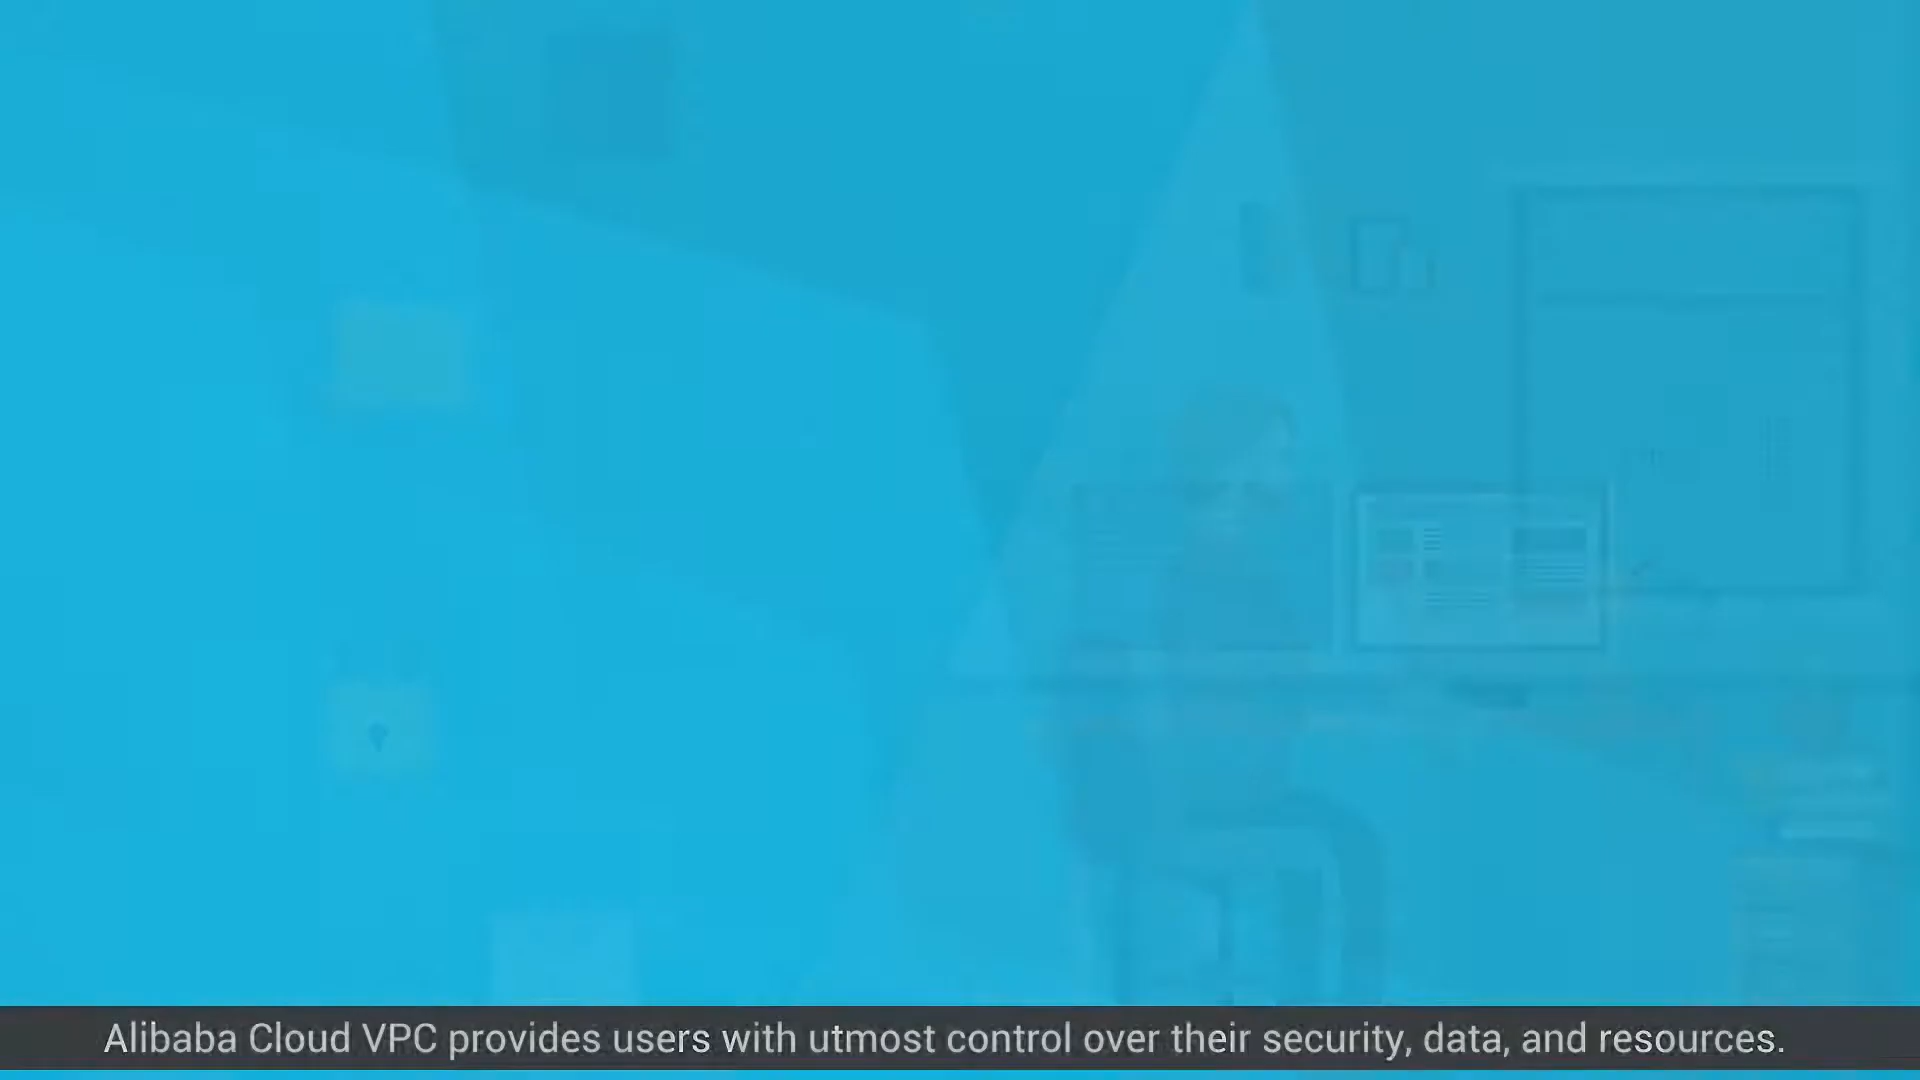 Alibaba Cloud VPC provides users with utmost control over their security, data, and resources.